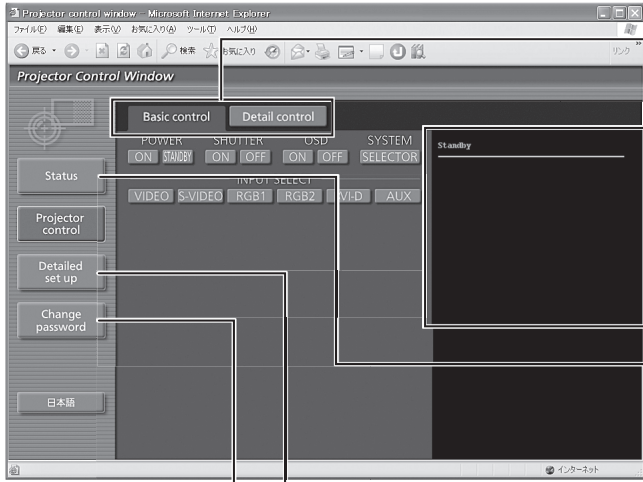 Projector control window - Microsoft Internet Explorer
ファイル(F) 編集(E) 表示(V) お気に入り(A) ツール(T) ヘルプ(H)
戻る 検索 お気に入り リンク »
Projector Control Window
Basic control Detail control
POWER SHUTTER OSD SYSTEM
ON STANDBY ON OFF ON OFF SELECTOR
Standby
Status
INPUT SELECT
VIDEO S-VIDEO RGB1 RGB2 DVI-D AUX
Projector
control
Detailed
set up
Change
password
日本語
インターネット